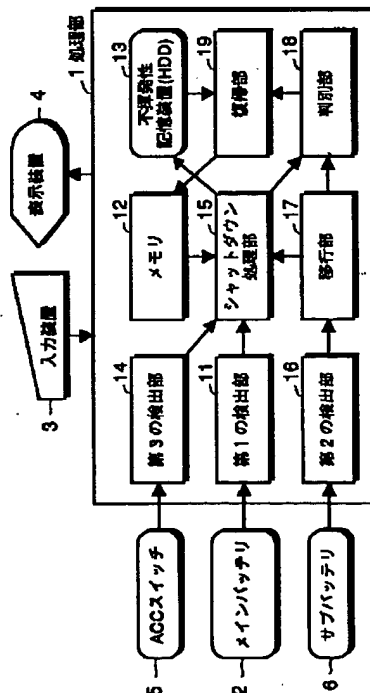 1 処理部
3
入力装置
4
表示装置
5
ACCスイッチ
14
第3の検出部
12
メモリ
13
不揮発性
記憶装置(HDD)
2
メインバッテリ
11
第1の検出部
15
シャットダウン
処理部
19
復帰部
6
サブバッテリ
16
第2の検出部
17
移行部
18
判別部